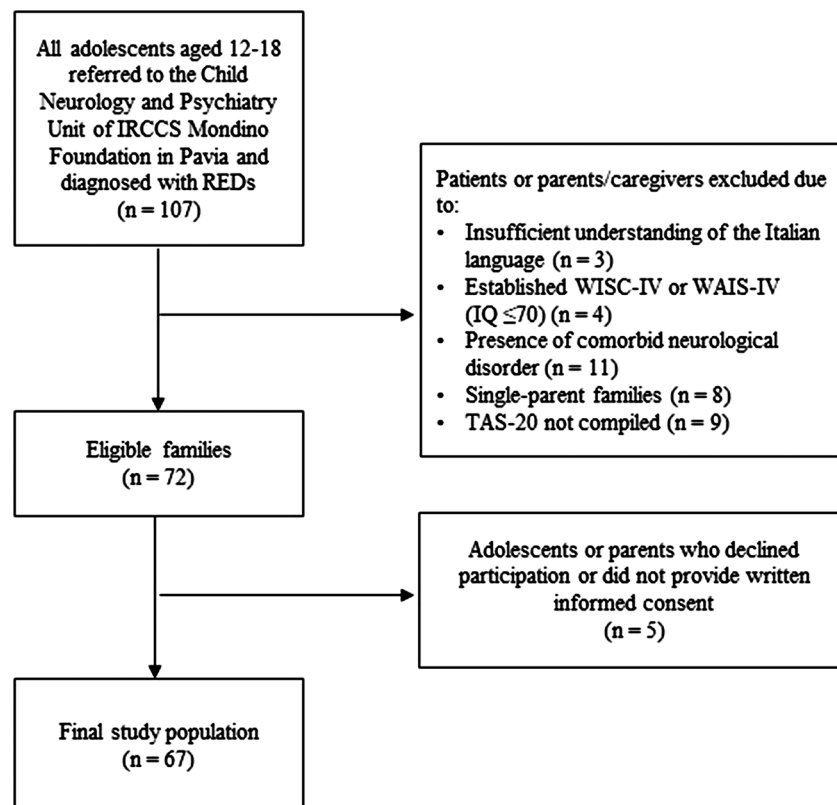 All adolescents aged 12-18
referred to the Child
Neurology and Psychiatry
Unit of IRCCS Mondino
Foundation in Pavia and
diagnosed with REDs
(n = 107)
Patients or parents/caregivers excluded due
to:
• Insufficient understanding of the Italian
language (n = 3)
• Established WISC-IV or WAIS-IV
(IQ ≤70) (n = 4)
• Presence of comorbid neurological
disorder (n = 11)
• Single-parent families (n = 8)
• TAS-20 not compiled (n = 9)
Eligible families
(n = 72)
Adolescents or parents who declined
participation or did not provide written
informed consent
(n = 5)
Final study population
(n = 67)